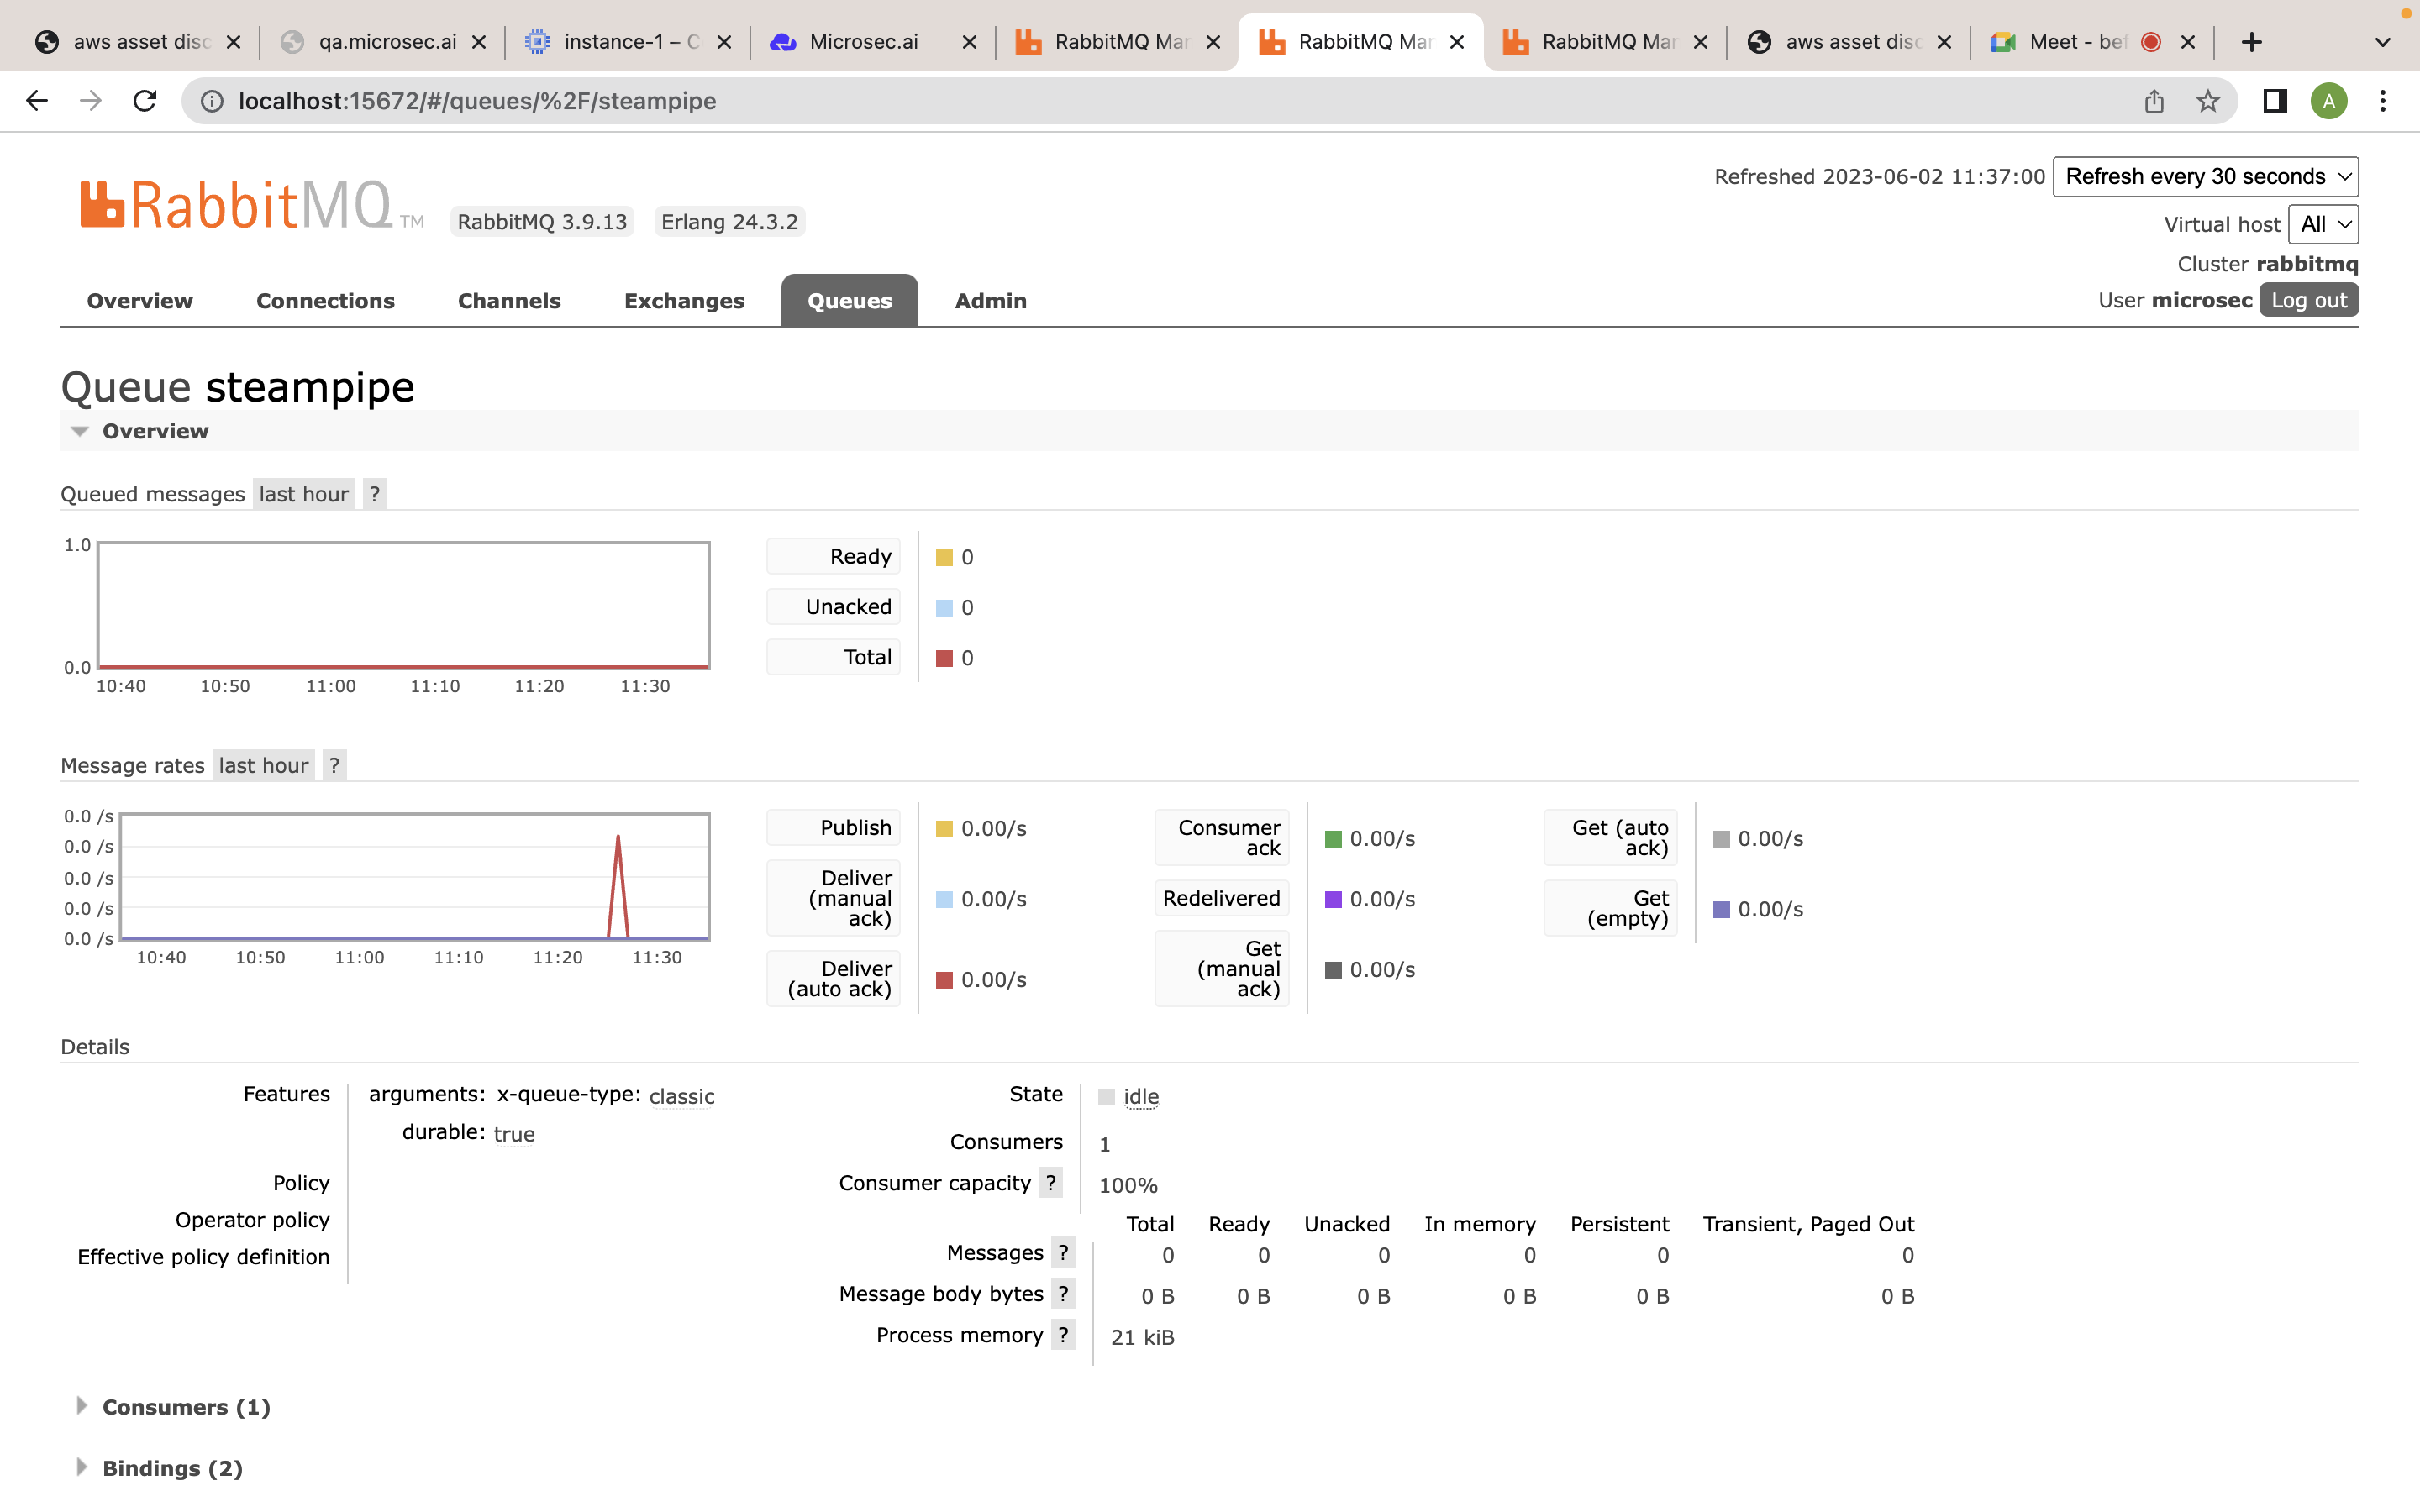 aws asset disc
qa.microsec.ai
instance-1 – C
Microsec.ai
RabbitMQ Mar
RabbitMQ Mar
RabbitMQ Mar
aws asset disc
Meet - bef
localhost:15672/#/queues/%2F/steampipe
A
Refreshed 2023-06-02 11:37:00 Refresh every 30 seconds
RabbitMQ TM RabbitMQ 3.9.13 Erlang 24.3.2
Virtual host All
Cluster rabbitmq
User microsec Log out
Overview Connections Channels Exchanges Queues Admin
Queue steampipe
Overview
Queued messages last hour ?
1.0
0.0
10:40 10:50 11:00 11:10 11:20 11:30
Ready 0
Unacked 0
Total 0
Message rates last hour ?
0.0 /s
0.0 /s
0.0 /s
0.0 /s
0.0 /s
10:40 10:50 11:00 11:10 11:20 11:30
Publish 0.00/s
Deliver
(manual
ack) 0.00/s
Deliver
(auto ack) 0.00/s
Consumer
ack 0.00/s
Redelivered 0.00/s
Get
(manual
ack) 0.00/s
Get (auto
ack) 0.00/s
Get
(empty) 0.00/s
Details
Features arguments: x-queue-type: classic
durable: true
Policy
Operator policy
Effective policy definition
State idle
Consumers 1
Consumer capacity ? 100%
Total Ready Unacked In memory Persistent Transient, Paged Out
Messages ? 0 0 0 0 0 0
Message body bytes ? 0 B 0 B 0 B 0 B 0 B 0 B
Process memory ? 21 kiB
Consumers (1)
Bindings (2)